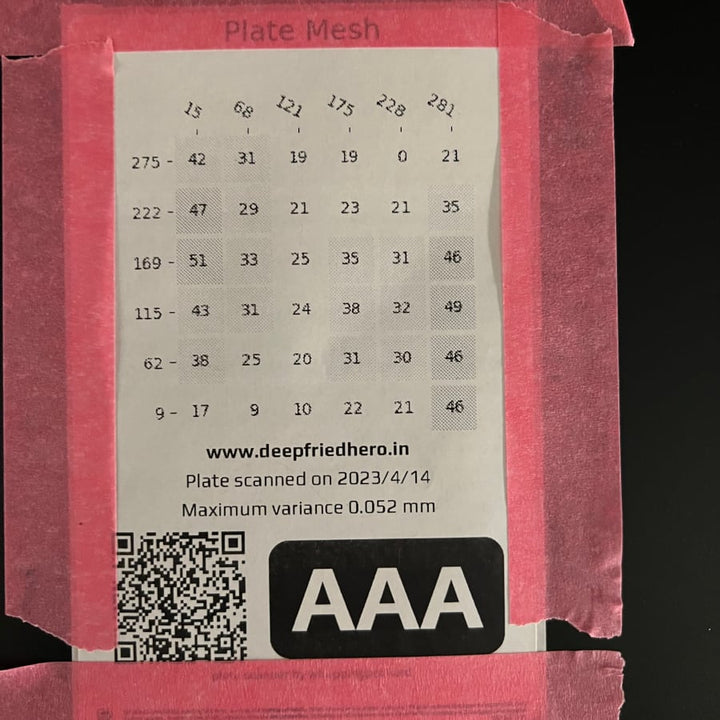 Plate Mesh
15 68 121 175 228 281
275 - 42 31 19 19 0 21
222 - 47 29 21 23 21 35
169 - 51 33 25 35 31 46
115 - 43 31 24 38 32 49
62 - 38 25 20 31 30 46
9 - 17 9 10 22 21 46
www.deepfriedhero.in
Plate scanned on 2023/4/14
Maximum variance 0.052 mm
AAA
plate scanner by